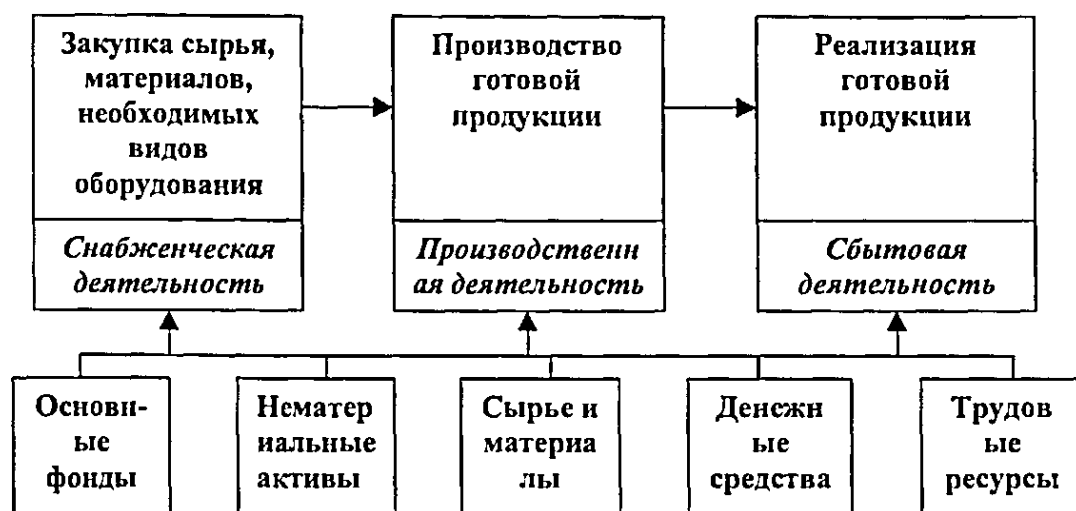 Закупка сырья,
материалов,
необходимых
видов
оборудования
Снабженческая
деятельность
Производство
готовой
продукции
Производственн
ая деятельность
Реализация
готовой
продукции
Сбытовая
деятельность
Основн-
ые
фонды
Нематер
иальные
активы
Сырье и
материа
лы
Денежн
ые
средства
Трудов
ые
ресурсы